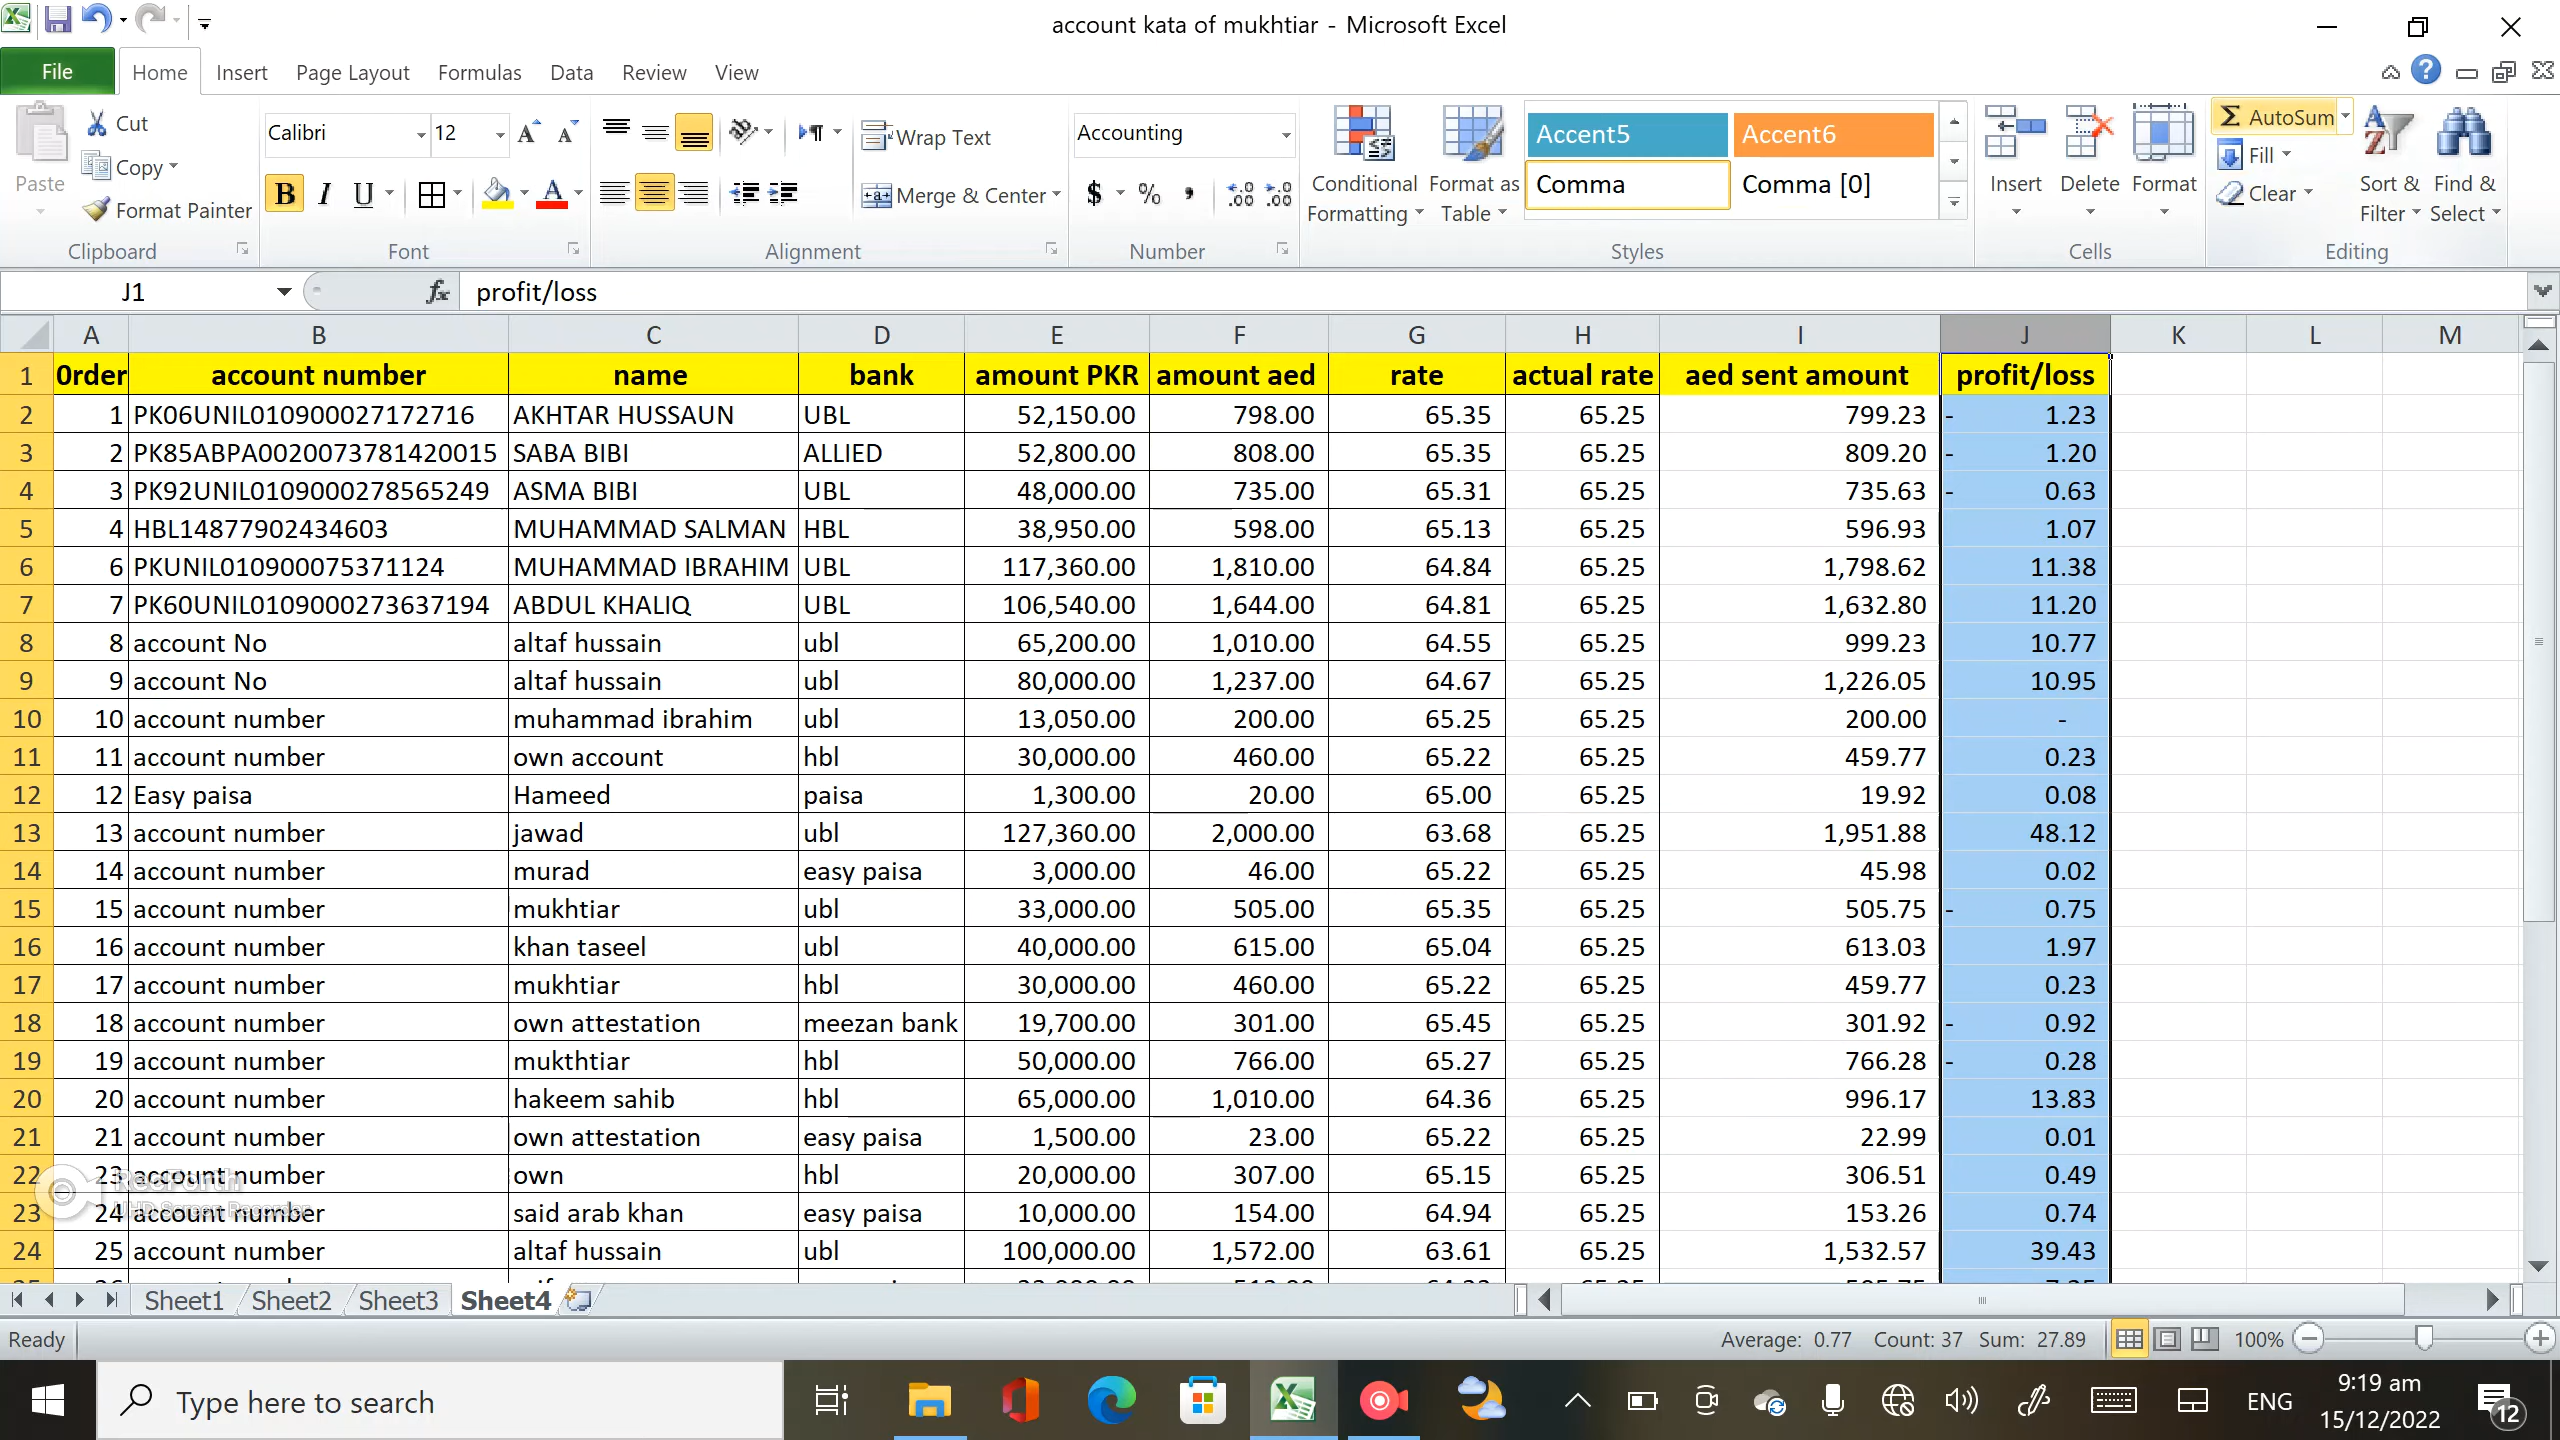 account kata of mukhtiar - Microsoft Excel
File Home Insert Page Layout Formulas Data Review View
Paste Cut Copy Format Painter Clipboard
Calibri 12 B I U A Font
Wrap Text Merge & Center Alignment
Accounting $ % Number
Conditional Formatting Format as Table Accent5 Accent6 Comma Comma [0] Styles
Insert Delete Format Cells
Σ AutoSum Fill Clear Sort & Filter Find & Select Editing
J1 fx profit/loss
A B C D E F G H I J K L M
1 0rder account number name bank amount PKR amount aed rate actual rate aed sent amount profit/loss
2 1 PK06UNIL010900027172716 AKHTAR HUSSAUN UBL 52,150.00 798.00 65.35 65.25 799.23 - 1.23
3 2 PK85ABPA0020073781420015 SABA BIBI ALLIED 52,800.00 808.00 65.35 65.25 809.20 - 1.20
4 3 PK92UNIL0109000278565249 ASMA BIBI UBL 48,000.00 735.00 65.31 65.25 735.63 - 0.63
5 4 HBL14877902434603 MUHAMMAD SALMAN HBL 38,950.00 598.00 65.13 65.25 596.93 1.07
6 6 PKUNIL010900075371124 MUHAMMAD IBRAHIM UBL 117,360.00 1,810.00 64.84 65.25 1,798.62 11.38
7 7 PK60UNIL0109000273637194 ABDUL KHALIQ UBL 106,540.00 1,644.00 64.81 65.25 1,632.80 11.20
8 8 account No altaf hussain ubl 65,200.00 1,010.00 64.55 65.25 999.23 10.77
9 9 account No altaf hussain ubl 80,000.00 1,237.00 64.67 65.25 1,226.05 10.95
10 10 account number muhammad ibrahim ubl 13,050.00 200.00 65.25 65.25 200.00 -
11 11 account number own account hbl 30,000.00 460.00 65.22 65.25 459.77 0.23
12 12 Easy paisa Hameed paisa 1,300.00 20.00 65.00 65.25 19.92 0.08
13 13 account number jawad ubl 127,360.00 2,000.00 63.68 65.25 1,951.88 48.12
14 14 account number murad easy paisa 3,000.00 46.00 65.22 65.25 45.98 0.02
15 15 account number mukhtiar ubl 33,000.00 505.00 65.35 65.25 505.75 - 0.75
16 16 account number khan taseel ubl 40,000.00 615.00 65.04 65.25 613.03 1.97
17 17 account number mukhtiar hbl 30,000.00 460.00 65.22 65.25 459.77 0.23
18 18 account number own attestation meezan bank 19,700.00 301.00 65.45 65.25 301.92 - 0.92
19 19 account number mukthtiar hbl 50,000.00 766.00 65.27 65.25 766.28 - 0.28
20 20 account number hakeem sahib hbl 65,000.00 1,010.00 64.36 65.25 996.17 13.83
21 21 account number own attestation easy paisa 1,500.00 23.00 65.22 65.25 22.99 0.01
22 23 account number own hbl 20,000.00 307.00 65.15 65.25 306.51 0.49
23 24 account number said arab khan easy paisa 10,000.00 154.00 64.94 65.25 153.26 0.74
24 25 account number altaf hussain ubl 100,000.00 1,572.00 63.61 65.25 1,532.57 39.43
RecForth
UHD Screen Recorder
Sheet1 Sheet2 Sheet3 Sheet4
Ready Average: 0.77 Count: 37 Sum: 27.89 100%
Type here to search ENG 9:19 am
15/12/2022 12